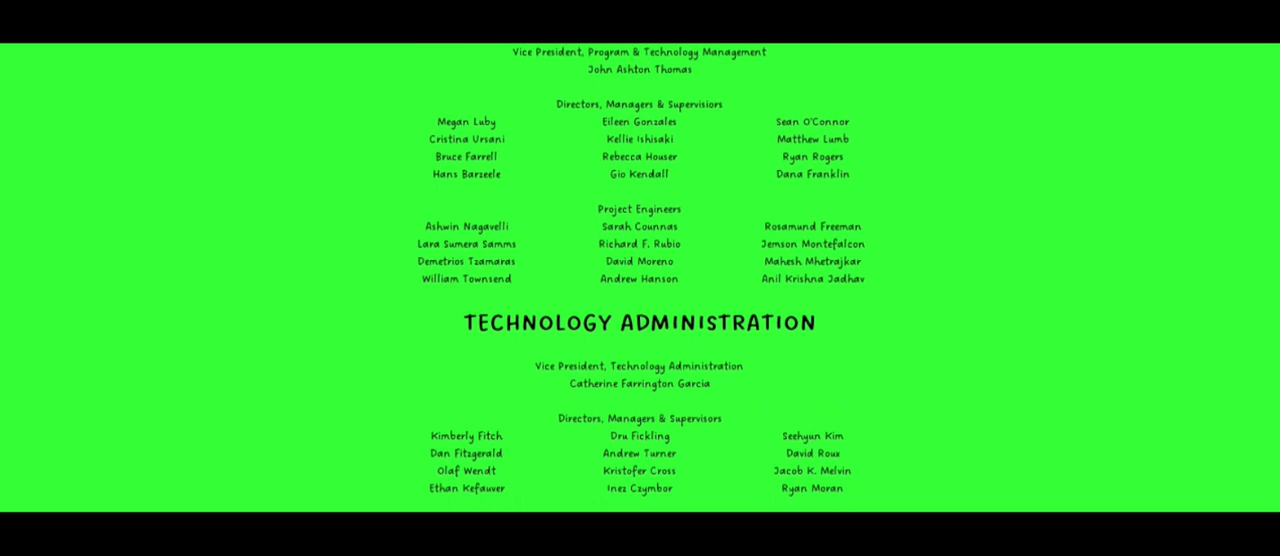 Vice President, Program & Technology Management
John Ashton Thomas
Directors, Managers & Supervisiors
Megan Luby Eileen Gonzales Sean O'Connor
Cristina Ursani Kellie Ishisaki Matthew Lumb
Bruce Farrell Rebecca Houser Ryan Rogers
Hans Barzeele Gio Kendall Dana Franklin
Project Engineers
Ashwin Nagavelli Sarah Counnas Rosamund Freeman
Lara Sumera Samms Richard F. Rubio Jemson Montefalcon
Demetrios Tzamaras David Moreno Mahesh Mhetrajkar
William Townsend Andrew Hanson Anil Krishna Jadhav
TECHNOLOGY ADMINISTRATION
Vice President, Technology Administration
Catherine Farrington Garcia
Directors, Managers & Supervisors
Kimberly Fitch Dru Fickling Seehyun Kim
Dan Fitzgerald Andrew Turner David Roux
Olaf Wendt Kristofer Cross Jacob K. Melvin
Ethan Kefauver Inez Czymbor Ryan Moran